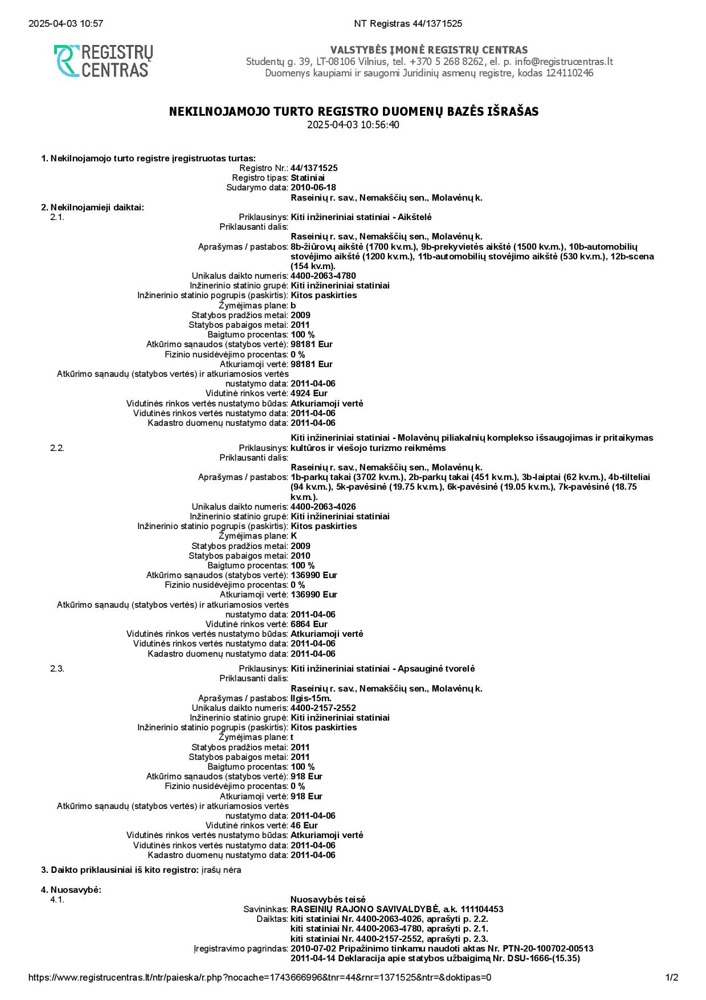 2025-04-03 10:57 NT Registras 44/1371525
REGISTRŲ
CENTRAS
VALSTYBĖS ĮMONĖ REGISTRŲ CENTRAS
Studentų g. 39, LT-08106 Vilnius, tel. +370 5 268 8262, el. p. info@registrucentras.lt
Duomenys kaupiami ir saugomi Juridinių asmenų registre, kodas 124110246
NEKILNOJAMOJO TURTO REGISTRO DUOMENŲ BAZĖS IŠRAŠAS
2025-04-03 10:56:40
1. Nekilnojamojo turto registre įregistruotas turtas:
Registro Nr.: 44/1371525
Registro tipas: Statiniai
Sudarymo data: 2010-06-18
Raseinių r. sav., Nemakščių sen., Molavėnų k.
2. Nekilnojamieji daiktai:
2.1. Priklausinys: Kiti inžineriniai statiniai - Aikštelė
Priklausanti dalis:
Raseinių r. sav., Nemakščių sen., Molavėnų k.
Aprašymas / pastabos: 8b-žiūrovų aikštė (1700 kv.m.), 9b-prekyvietės aikštė (1500 kv.m.), 10b-automobilių
stovėjimo aikštė (1200 kv.m.), 11b-automobilių stovėjimo aikštė (530 kv.m.), 12b-scena
(154 kv.m).
Unikalus daikto numeris: 4400-2063-4780
Inžinerinio statinio grupė: Kiti inžineriniai statiniai
Inžinerinio statinio pogrupis (paskirtis): Kitos paskirties
Žymėjimas plane: b
Statybos pradžios metai: 2009
Statybos pabaigos metai: 2011
Baigtumo procentas: 100 %
Atkūrimo sąnaudos (statybos vertė): 98181 Eur
Fizinio nusidėvėjimo procentas: 0 %
Atkuriamoji vertė: 98181 Eur
Atkūrimo sąnaudų (statybos vertės) ir atkuriamosios vertės
nustatymo data: 2011-04-06
Vidutinė rinkos vertė: 4924 Eur
Vidutinės rinkos vertės nustatymo būdas: Atkuriamoji vertė
Vidutinės rinkos vertės nustatymo data: 2011-04-06
Kadastro duomenų nustatymo data: 2011-04-06
Kiti inžineriniai statiniai - Molavėnų piliakalnių komplekso išsaugojimas ir pritaikymas
2.2. Priklausinys: kultūros ir viešojo turizmo reikmėms
Priklausanti dalis:
Raseinių r. sav., Nemakščių sen., Molavėnų k.
Aprašymas / pastabos: 1b-parkų takai (3702 kv.m.), 2b-parkų takai (451 kv.m.), 3b-laiptai (62 kv.m.), 4b-tilteliai
(94 kv.m.), 5k-pavėsinė (19.75 kv.m.), 6k-pavėsinė (19.05 kv.m.), 7k-pavėsinė (18.75
kv.m.).
Unikalus daikto numeris: 4400-2063-4026
Inžinerinio statinio grupė: Kiti inžineriniai statiniai
Inžinerinio statinio pogrupis (paskirtis): Kitos paskirties
Žymėjimas plane: K
Statybos pradžios metai: 2009
Statybos pabaigos metai: 2010
Baigtumo procentas: 100 %
Atkūrimo sąnaudos (statybos vertė): 136990 Eur
Fizinio nusidėvėjimo procentas: 0 %
Atkuriamoji vertė: 136990 Eur
Atkūrimo sąnaudų (statybos vertės) ir atkuriamosios vertės
nustatymo data: 2011-04-06
Vidutinė rinkos vertė: 6864 Eur
Vidutinės rinkos vertės nustatymo būdas: Atkuriamoji vertė
Vidutinės rinkos vertės nustatymo data: 2011-04-06
Kadastro duomenų nustatymo data: 2011-04-06
2.3. Priklausinys: Kiti inžineriniai statiniai - Apsauginė tvorelė
Priklausanti dalis:
Raseinių r. sav., Nemakščių sen., Molavėnų k.
Aprašymas / pastabos: Ilgis-15m.
Unikalus daikto numeris: 4400-2157-2552
Inžinerinio statinio grupė: Kiti inžineriniai statiniai
Inžinerinio statinio pogrupis (paskirtis): Kitos paskirties
Žymėjimas plane: t
Statybos pradžios metai: 2011
Statybos pabaigos metai: 2011
Baigtumo procentas: 100 %
Atkūrimo sąnaudos (statybos vertė): 918 Eur
Fizinio nusidėvėjimo procentas: 0 %
Atkuriamoji vertė: 918 Eur
Atkūrimo sąnaudų (statybos vertės) ir atkuriamosios vertės
nustatymo data: 2011-04-06
Vidutinė rinkos vertė: 46 Eur
Vidutinės rinkos vertės nustatymo būdas: Atkuriamoji vertė
Vidutinės rinkos vertės nustatymo data: 2011-04-06
Kadastro duomenų nustatymo data: 2011-04-06
3. Daikto priklausiniai iš kito registro: įrašų nėra
4. Nuosavybė:
4.1. Nuosavybės teisė
Savininkas: RASEINIŲ RAJONO SAVIVALDYBĖ, a.k. 111104453
Daiktas: kiti statiniai Nr. 4400-2063-4026, aprašyti p. 2.2.
kiti statiniai Nr. 4400-2063-4780, aprašyti p. 2.1.
kiti statiniai Nr. 4400-2157-2552, aprašyti p. 2.3.
Įregistravimo pagrindas: 2010-07-02 Pripažinimo tinkamu naudoti aktas Nr. PTN-20-100702-00513
2011-04-14 Deklaracija apie statybos užbaigimą Nr. DSU-1666-(15.35)
https://www.registrucentras.lt/ntr/paieska/r.php?nocache=1743666996&tnr=44&rnr=1371525&ntr=&doktipas=0 1/2